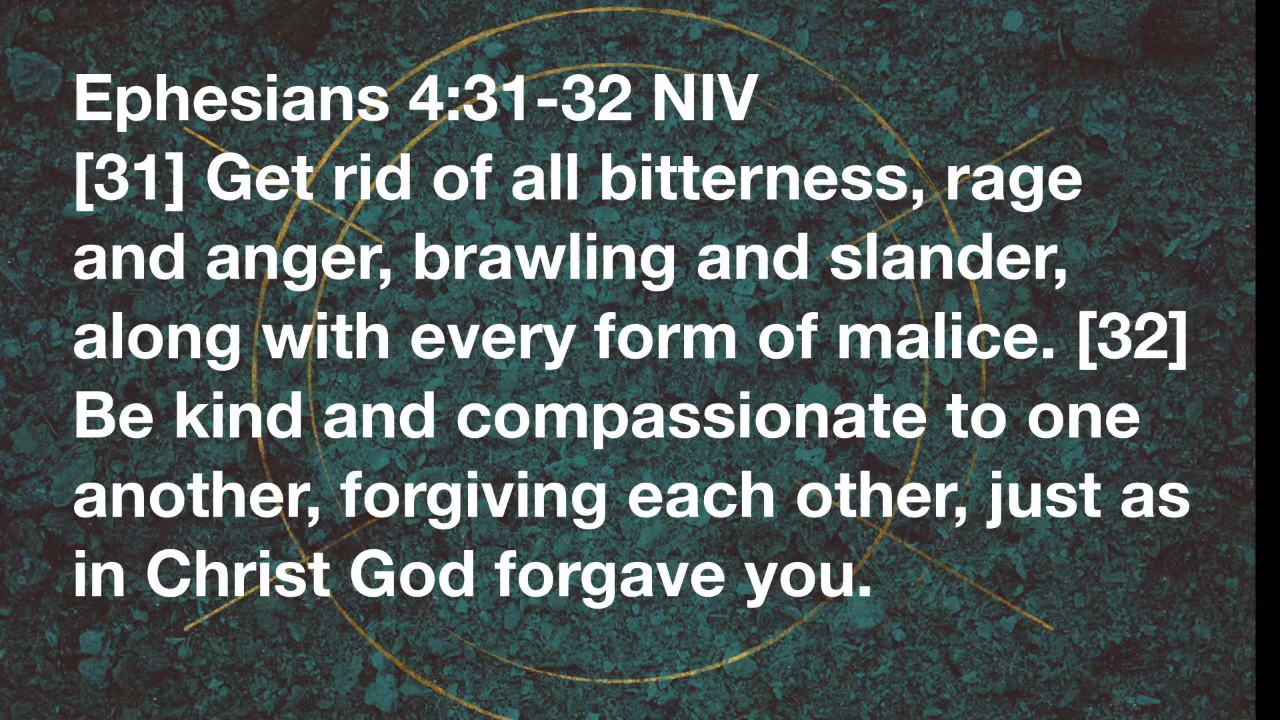 Ephesians 4:31-32 NIV
[31] Get rid of all bitterness, rage
and anger, brawling and slander,
along with every form of malice. [32]
Be kind and compassionate to one
another, forgiving each other, just as
in Christ God forgave you.